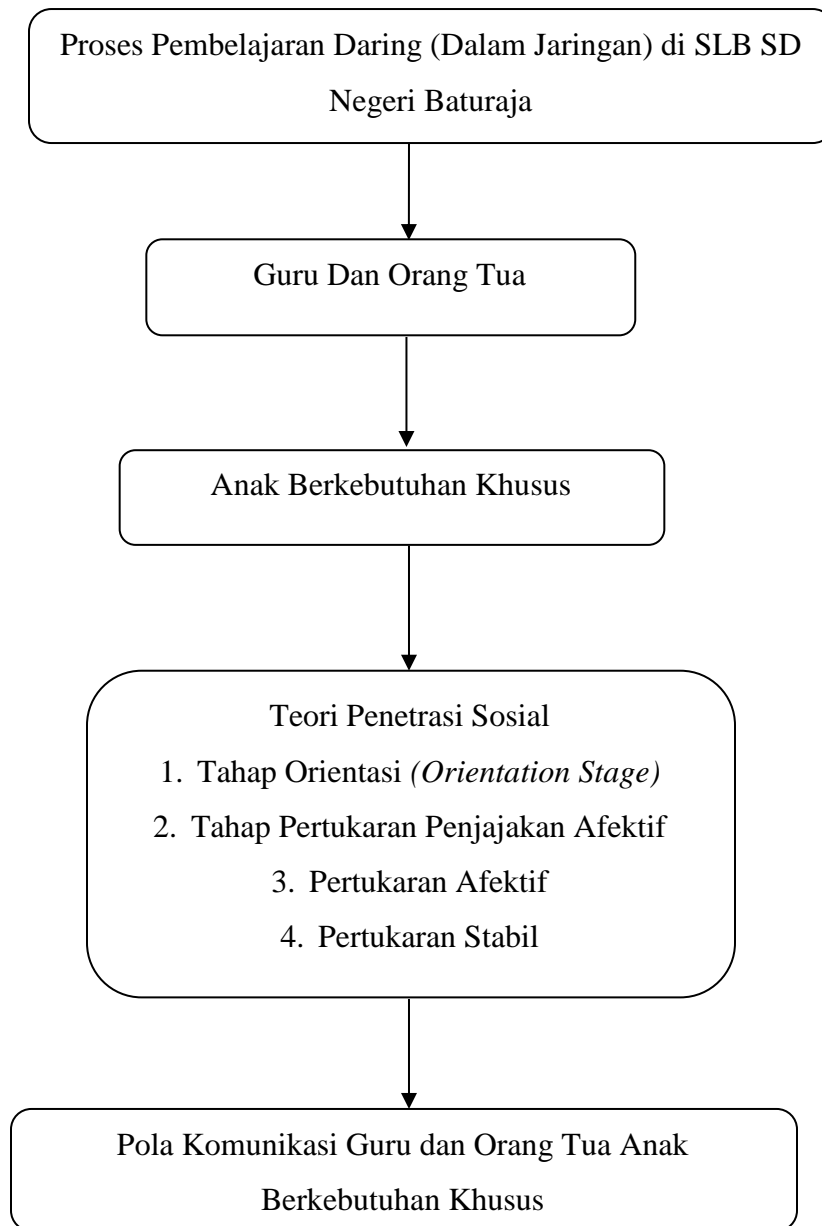 Proses Pembelajaran Daring (Dalam Jaringan) di SLB SD
Negeri Baturaja
Guru Dan Orang Tua
Anak Berkebutuhan Khusus
Teori Penetrasi Sosial
1. Tahap Orientasi (Orientation Stage)
2. Tahap Pertukaran Penjajakan Afektif
3. Pertukaran Afektif
4. Pertukaran Stabil
Pola Komunikasi Guru dan Orang Tua Anak
Berkebutuhan Khusus